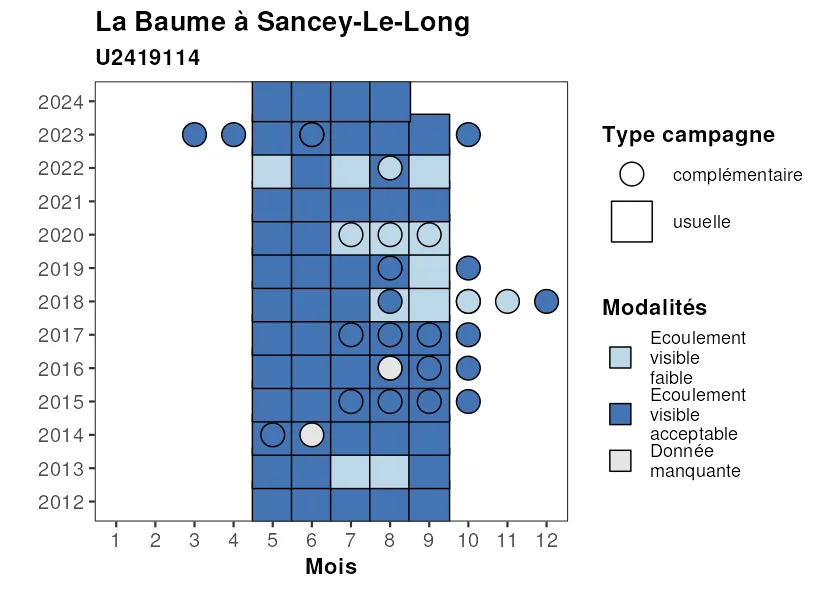 La Baume à Sancey-Le-Long
U2419114
2024
2023
2022
2021
2020
2019
2018
2017
2016
2015
2014
2013
2012
1 2 3 4 5 6 7 8 9 10 11 12
Mois
Type campagne
complémentaire
usuelle
Modalités
Ecoulement
visible
faible
Ecoulement
visible
acceptable
Donnée
manquante